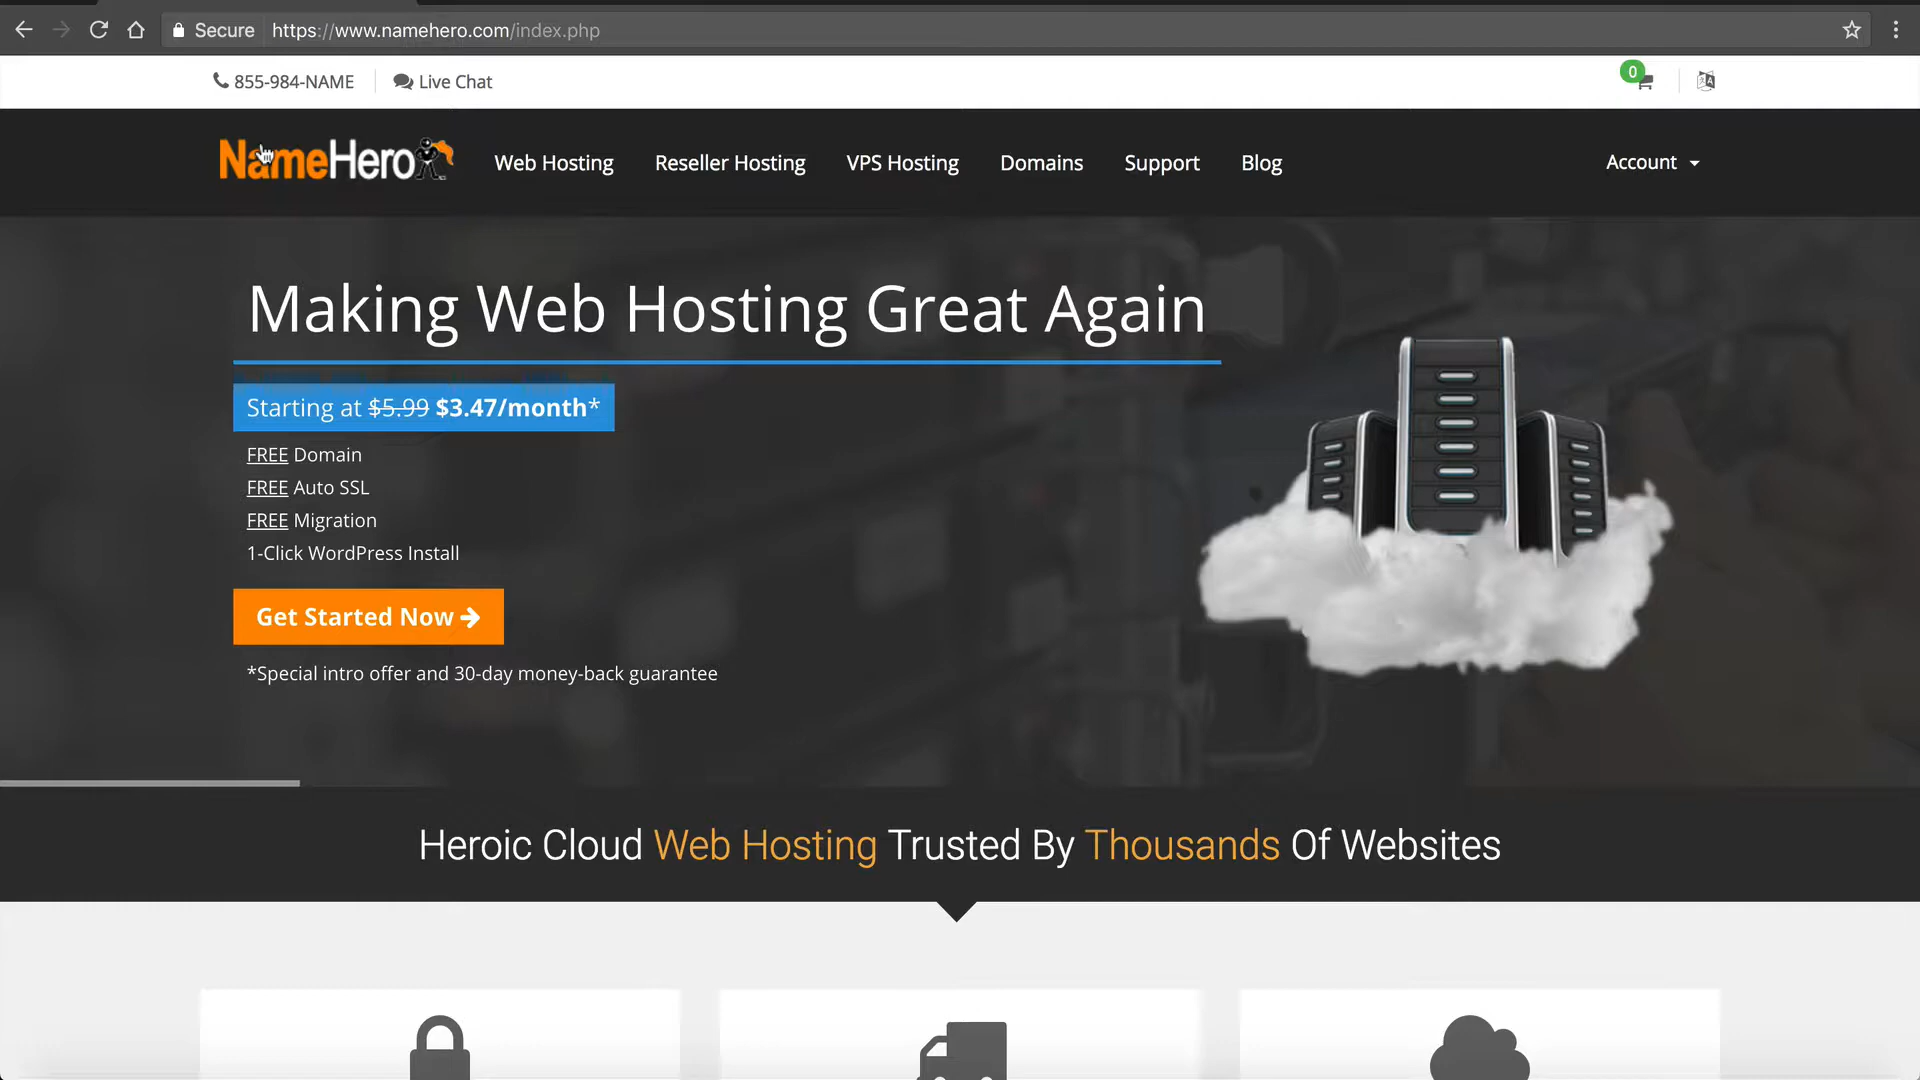 Secure https://www.namehero.com/index.php
855-984-NAME Live Chat
0
NameHero Web Hosting Reseller Hosting VPS Hosting Domains Support Blog Account
Making Web Hosting Great Again
Starting at $5.99 $3.47/month*
FREE Domain
FREE Auto SSL
FREE Migration
1-Click WordPress Install
Get Started Now
*Special intro offer and 30-day money-back guarantee
Heroic Cloud Web Hosting Trusted By Thousands Of Websites